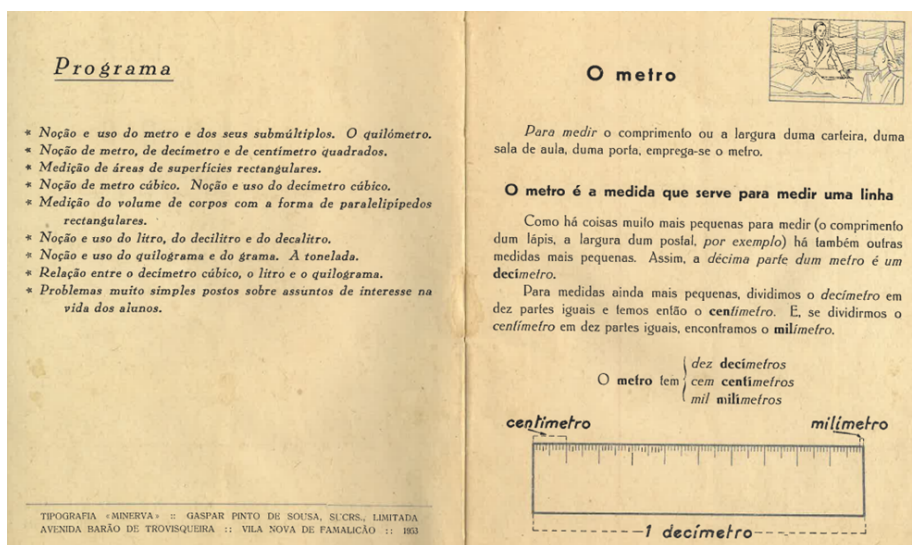 Programa
* Noção e uso do metro e dos seus submúltiplos. O quilómetro.
* Noção de metro, de decímetro e de centímetro quadrados.
* Medição de áreas de superfícies rectangulares.
* Noção de metro cúbico. Noção e uso do decímetro cúbico.
* Medição do volume de corpos com a forma de paralelipípedos
rectangulares.
* Noção e uso do litro, do decilitro e do decalitro.
* Noção e uso do quilograma e do grama. A tonelada.
* Relação entre o decímetro cúbico, o litro e o quilograma.
* Problemas muito simples postos sobre assuntos de interesse na
vida dos alunos.
TIPOGRAFIA «MINERVA» :: GASPAR PINTO DE SOUSA, SUCRS., LIMITADA
AVENIDA BARÃO DE TROVISQUEIRA :: VILA NOVA DE FAMALICÃO :: 1953
O metro
Para medir o comprimento ou a largura duma carteira, duma
sala de aula, duma porta, emprega-se o metro.
O metro é a medida que serve para medir uma linha
Como há coisas muito mais pequenas para medir (o comprimento
dum lápis, a largura dum postal, por exemplo) há também outras
medidas mais pequenas. Assim, a décima parte dum metro é um
decímetro.
Para medidas ainda mais pequenas, dividimos o decímetro em
dez partes iguais e temos então o centímetro. E, se dividirmos o
centímetro em dez partes iguais, encontramos o milímetro.
dez decímetros
O metro tem cem centímetros
mil milímetros
centímetro milímetro
1 decímetro